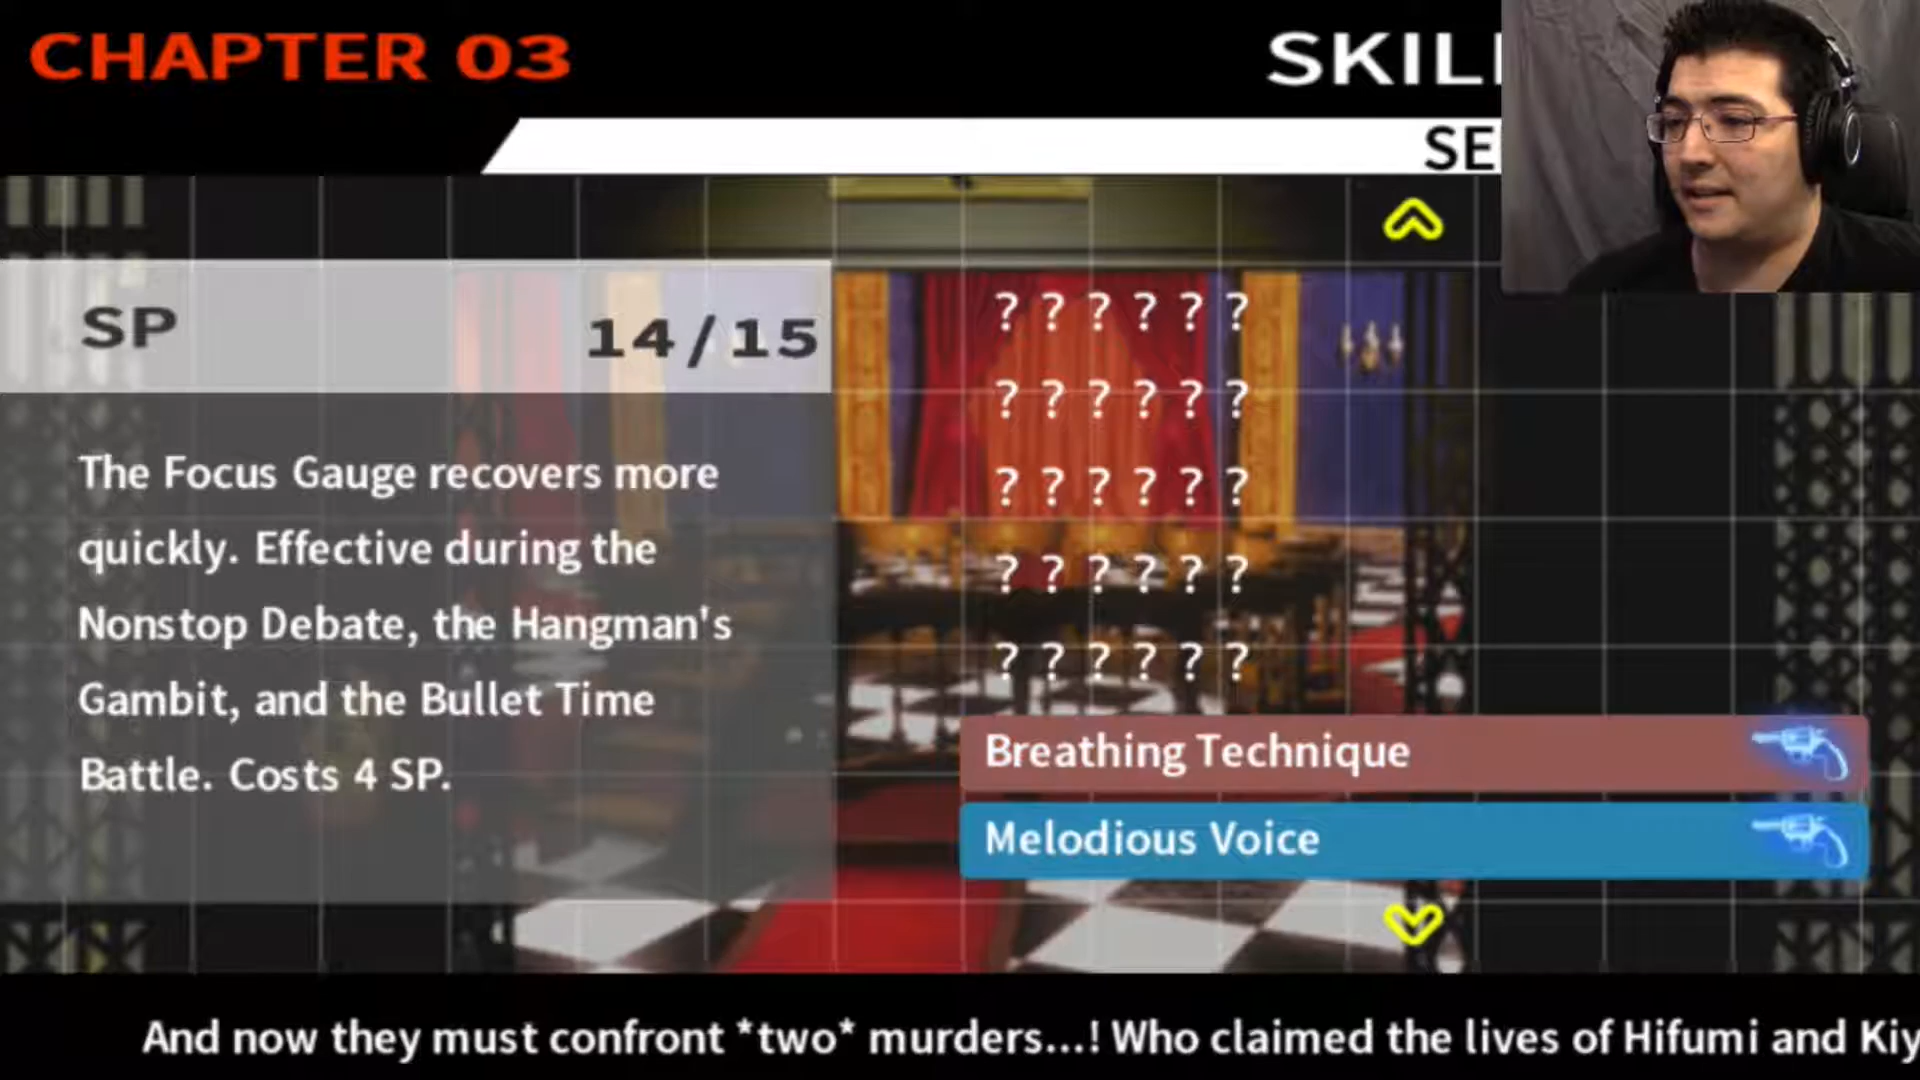 CHAPTER 03
SKIL
SE
SP 14/15
The Focus Gauge recovers more
quickly. Effective during the
Nonstop Debate, the Hangman's
Gambit, and the Bullet Time
Battle. Costs 4 SP.
? ? ? ? ? ?
? ? ? ? ? ?
? ? ? ? ? ?
? ? ? ? ? ?
? ? ? ? ? ?
Breathing Technique
Melodious Voice
And now they must confront *two* murders...! Who claimed the lives of Hifumi and Kiy